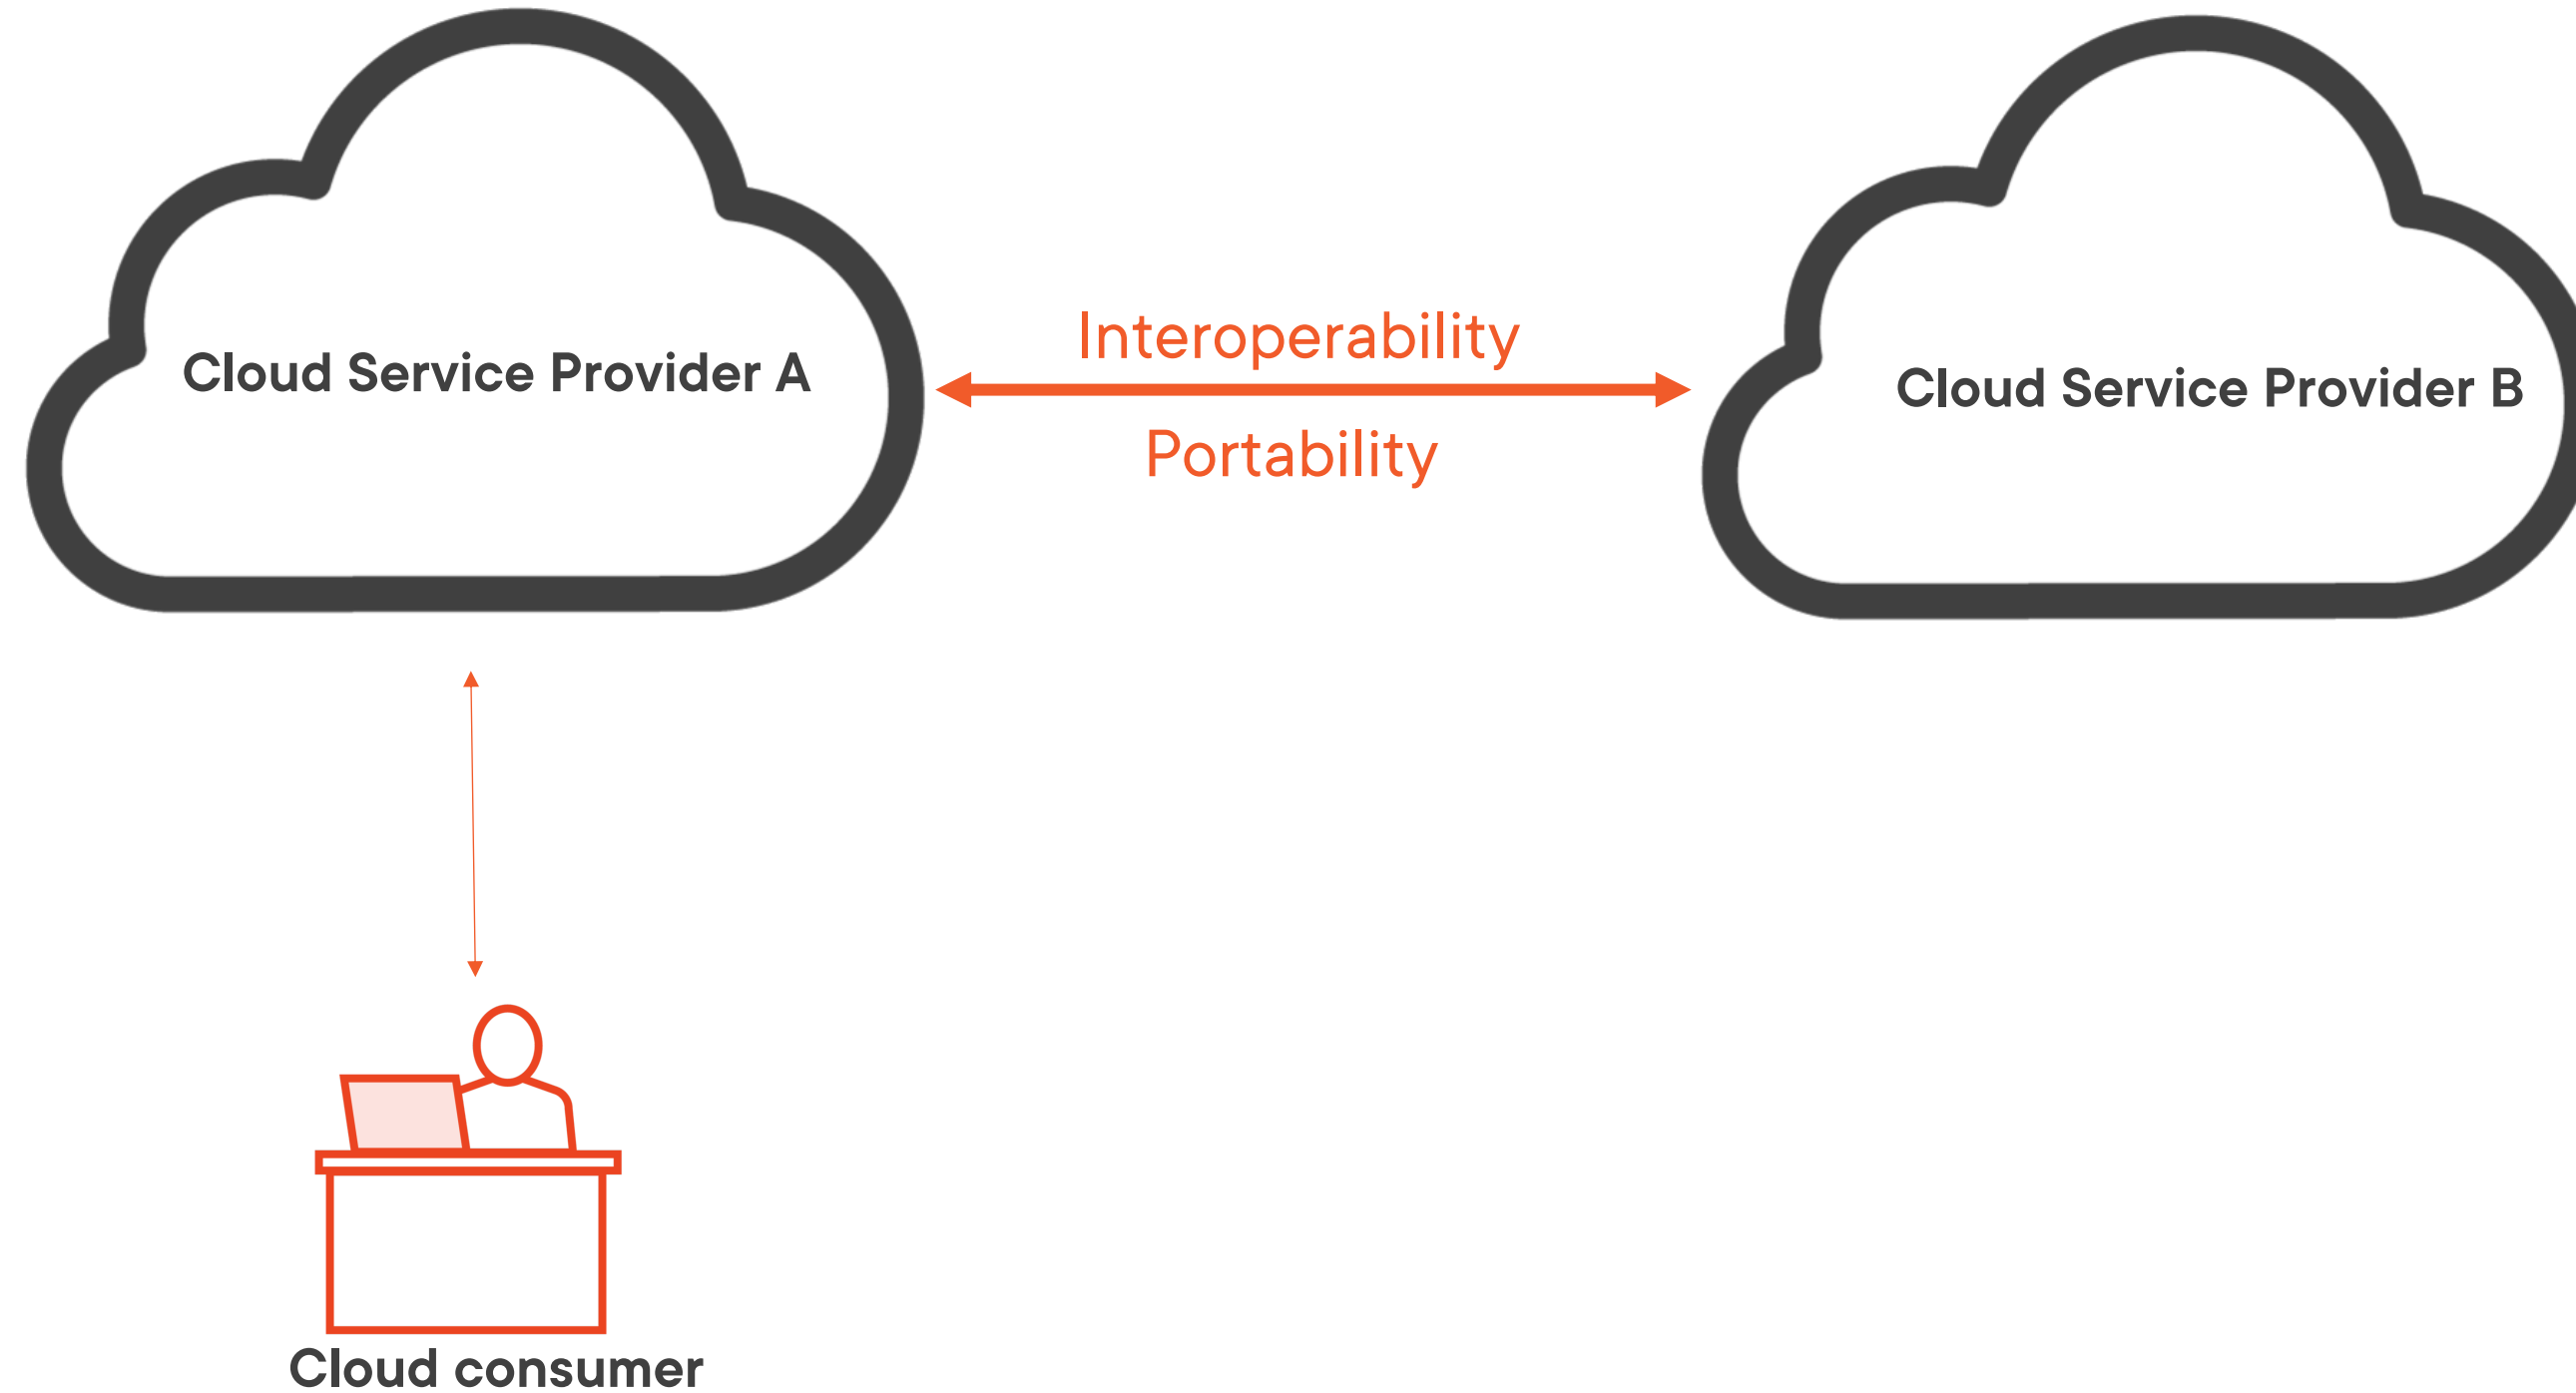 Cloud Service Provider A
Interoperability
Portability
Cloud Service Provider B
Cloud consumer